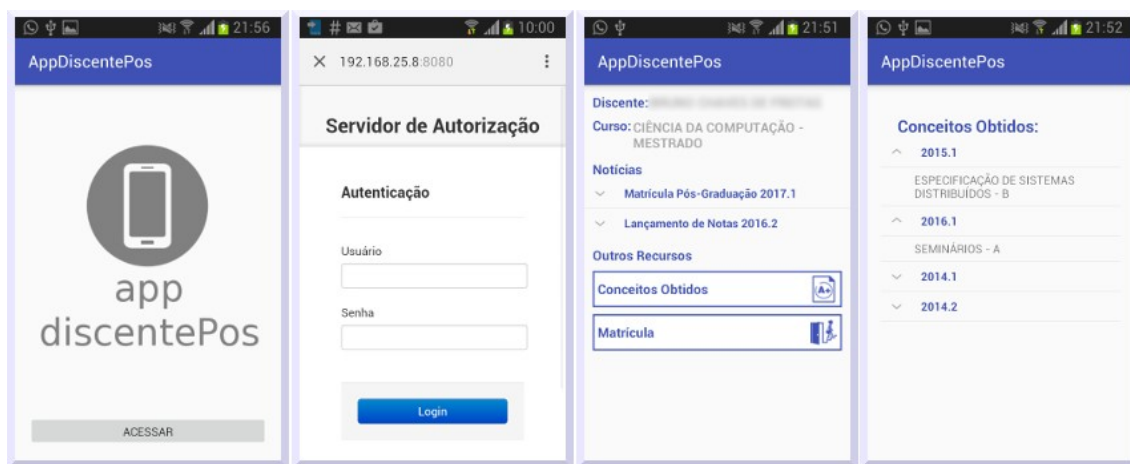 21:56
AppDiscentePos
app
discentePos
ACESSAR
10:00
192.168.25.8:8080
Servidor de Autorização
Autenticação
Usuário
Senha
Login
21:51
AppDiscentePos
Discente:
Curso: CIÊNCIA DA COMPUTAÇÃO -
MESTRADO
Notícias
Matrícula Pós-Graduação 2017.1
Lançamento de Notas 2016.2
Outros Recursos
Conceitos Obtidos
A+
Matrícula
21:52
AppDiscentePos
Conceitos Obtidos:
2015.1
ESPECIFICAÇÃO DE SISTEMAS
DISTRIBUÍDOS - B
2016.1
SEMINÁRIOS - A
2014.1
2014.2